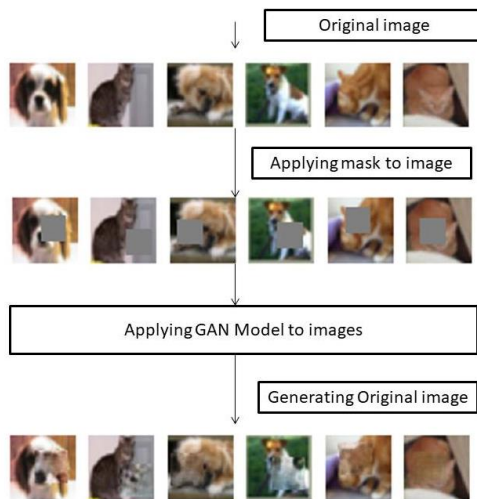 Original image
Applying mask to image
Applying GAN Model to images
Generating Original image